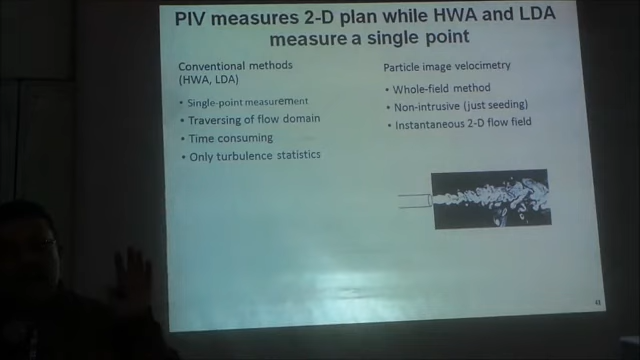 PIV measures 2-D plan while HWA and LDA
measure a single point
Conventional methods
(HWA, LDA)
• Single-point measurement
• Traversing of flow domain
• Time consuming
• Only turbulence statistics
Particle image velocimetry
• Whole-field method
• Non-intrusive (just seeding)
• Instantaneous 2-D flow field